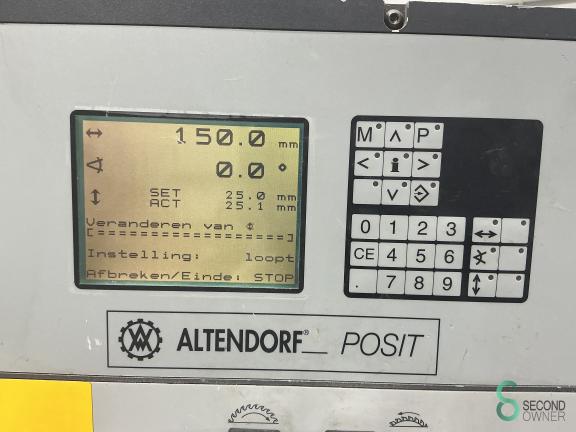 150.0 mm
0.0 °
SET 25.0 mm
ACT 25.1 mm
Veranderen van ¢
[====================]
Instelling: loopt
Afbreken/Einde: STOP
M ʌ P
< i >
v
0 1 2 3
CE 4 5 6
. 7 8 9
ALTENDORF® POSIT
SECOND
OWNER